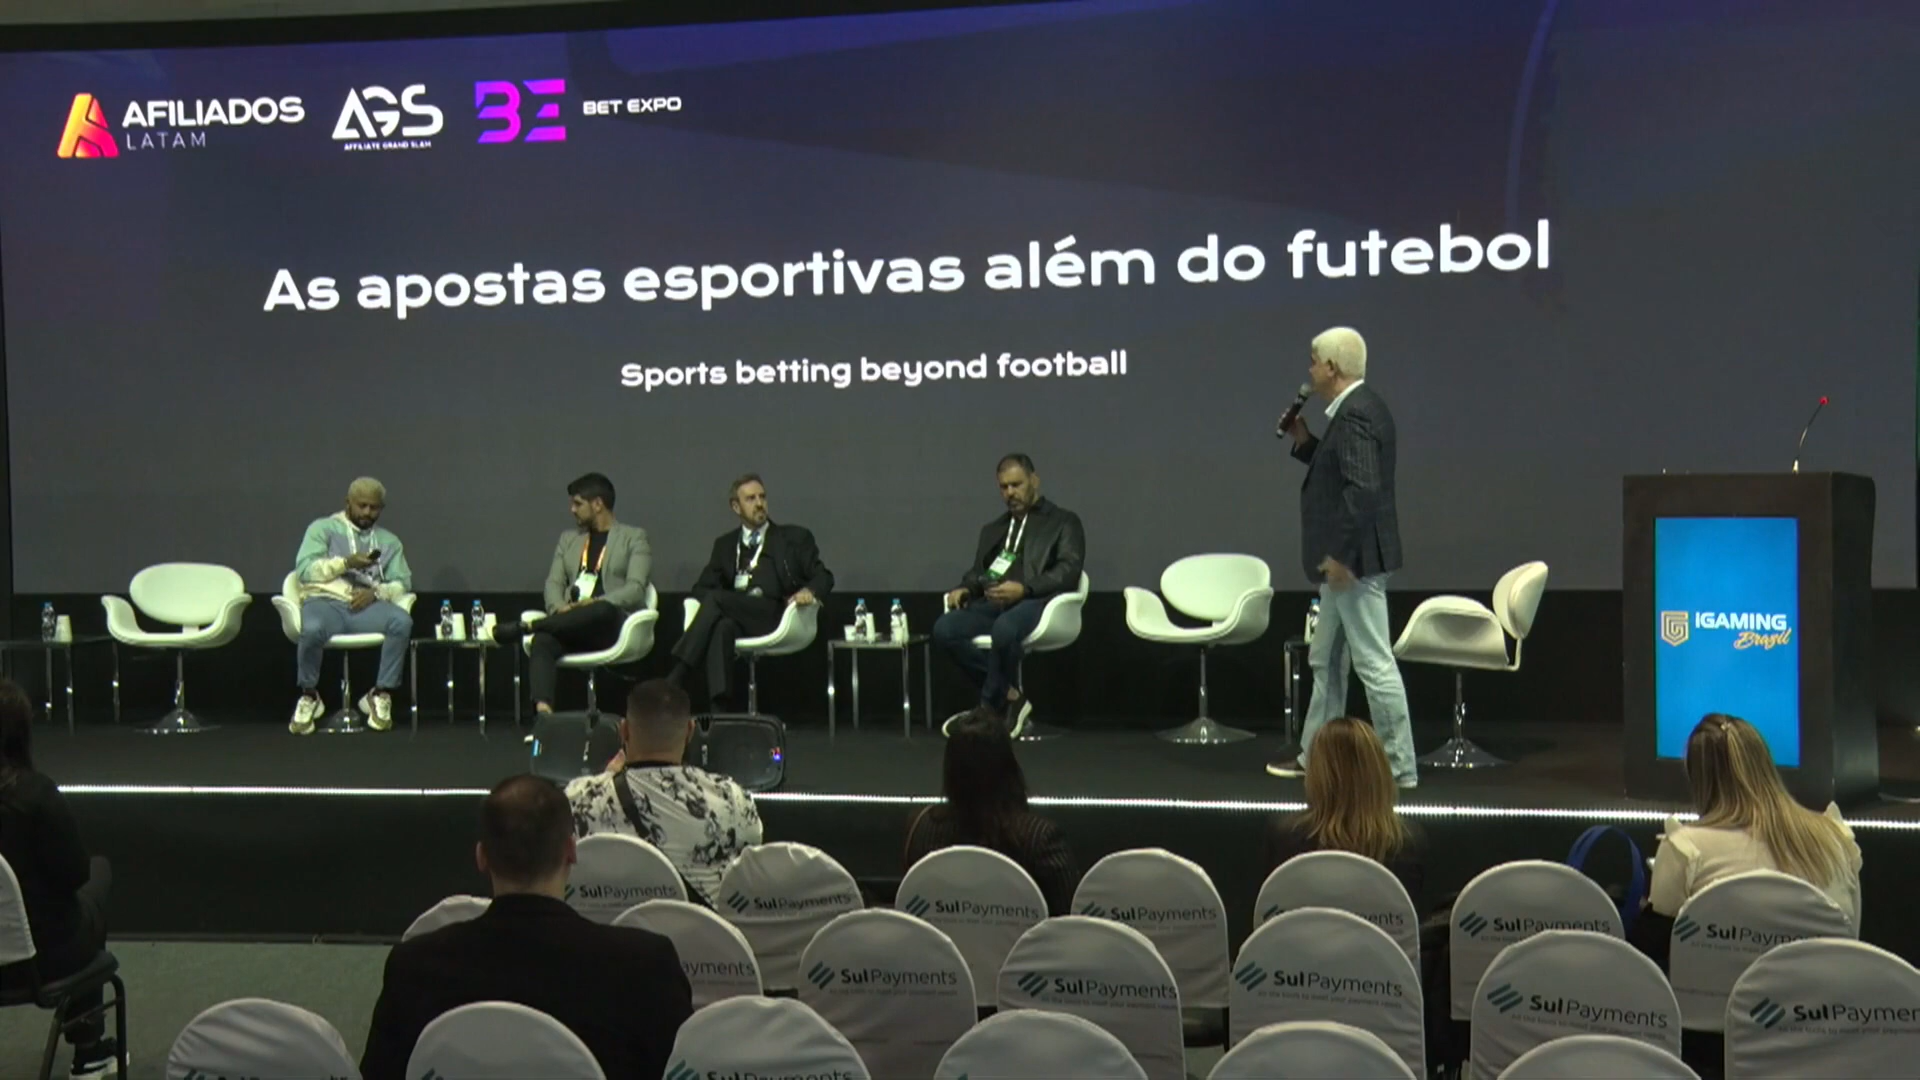 AFILIADOS
LATAM
AGS
AFFILIATE GRAND SLAM
BE
BET EXPO
As apostas esportivas além do futebol
Sports betting beyond football
IGAMING
Brazil
SulPayments
SulPayments
SulPayments
SulPayments
SulPayments
SulPayments
SulPayments
SulPayments
SulPayments